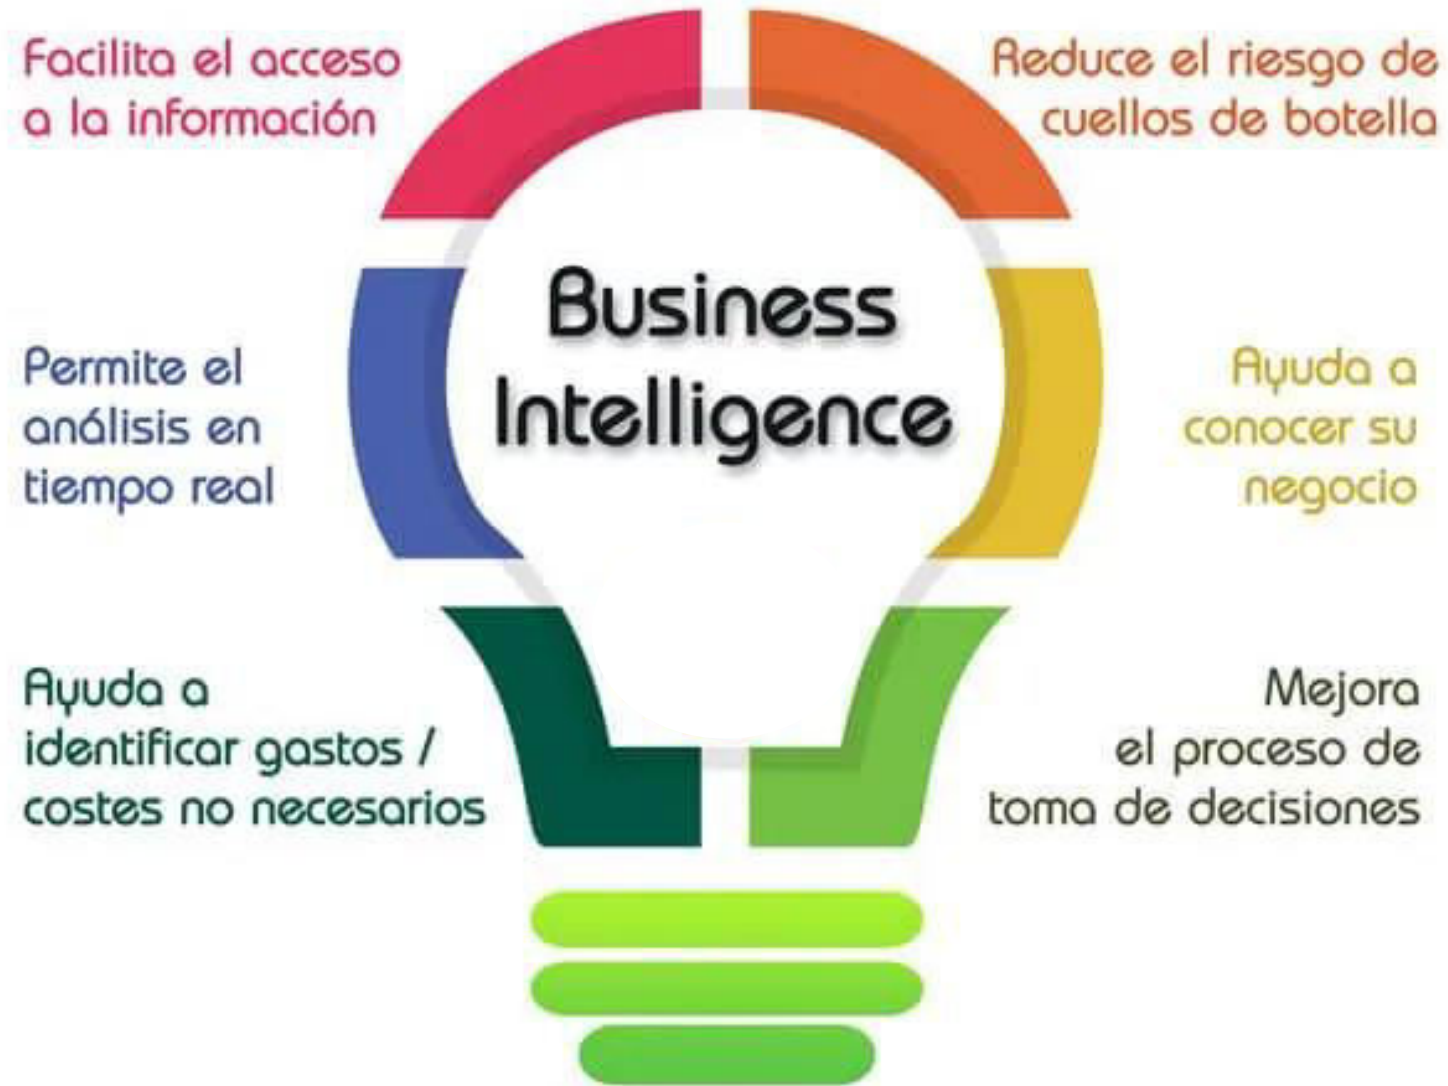 Facilita el acceso
a la información
Reduce el riesgo de
cuellos de botella
Business
Intelligence
Permite el
análisis en
tiempo real
Ayuda a
conocer su
negocio
Ayuda a
identificar gastos /
costes no necesarios
Mejora
el proceso de
toma de decisiones